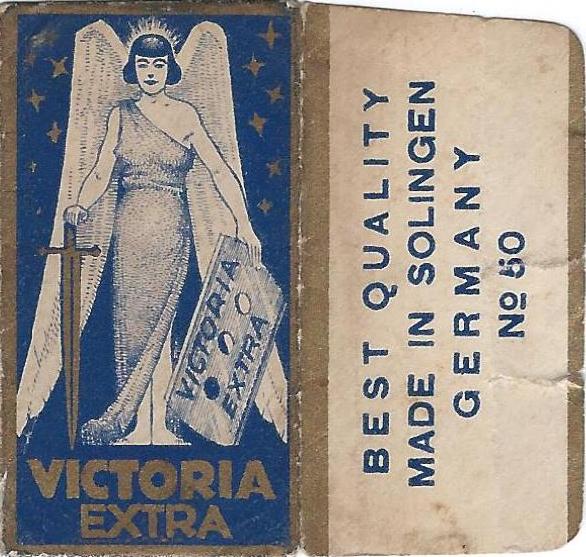 VICTORIA
EXTRA
VICTORIA
EXTRA
BEST QUALITY
MADE IN SOLINGEN
GERMANY
No 50